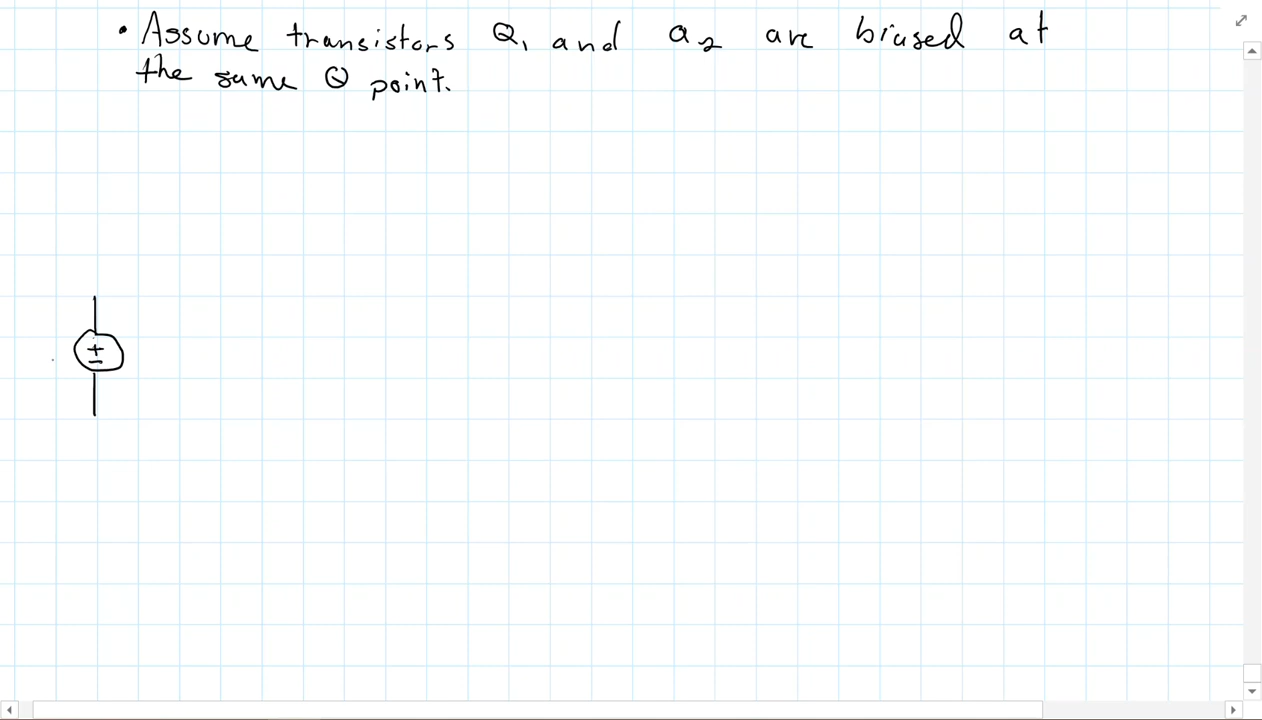 • Assume transistors Q₁ and Q₂ are biased at
the same Q point.
+
−